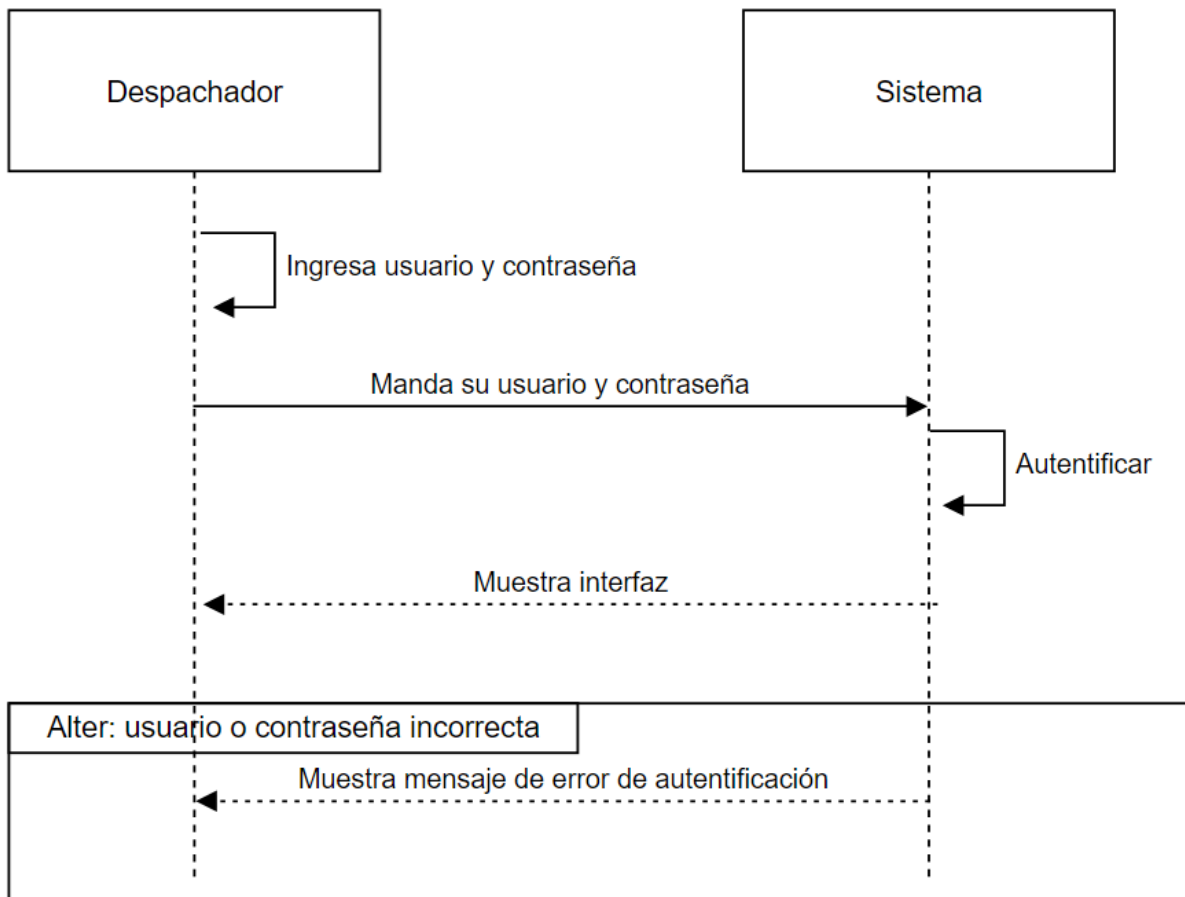 Despachador
Sistema
Ingresa usuario y contraseña
Manda su usuario y contraseña
Autentificar
Muestra interfaz
Alter: usuario o contraseña incorrecta
Muestra mensaje de error de autentificación